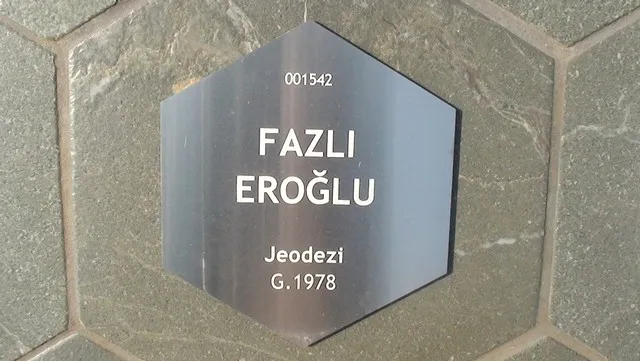 001542
FAZLI
EROĞLU
Jeodezi
G.1978